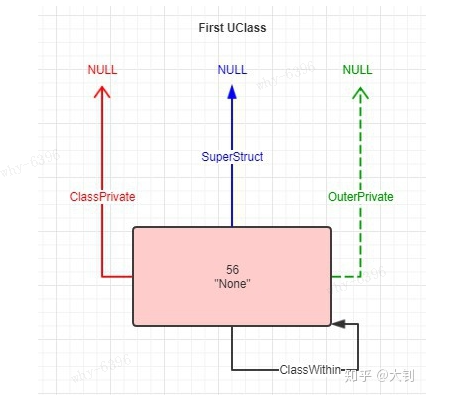 First UClass
NULL
NULL
NULL
why-6396
SuperStruct
why-6396
ClassPrivate
OuterPrivate
56
"None"
why-6396
ClassWithin
知乎 @大钊
why-6396